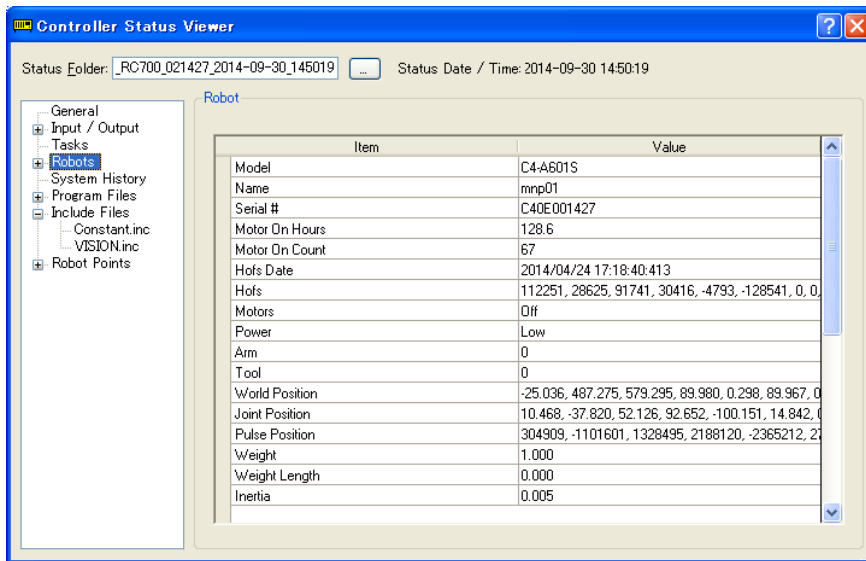 Controller Status Viewer
Status Folder: _RC700_021427_2014-09-30_145019 ... Status Date / Time: 2014-09-30 14:50:19
General
Input / Output
Tasks
Robots
System History
Program Files
Include Files
Constant.inc
VISION.inc
Robot Points
Robot
Item Value
Model C4-A601S
Name mnp01
Serial # C40E001427
Motor On Hours 128.6
Motor On Count 67
Hofs Date 2014/04/24 17:18:40:413
Hofs 112251, 28625, 91741, 30416, -4793, -128541, 0, 0,
Motors Off
Power Low
Arm 0
Tool 0
World Position -25.036, 487.275, 579.295, 89.980, 0.298, 89.967, 0
Joint Position 10.468, -37.820, 52.126, 92.652, -100.151, 14.842,
Pulse Position 304909, -1101601, 1328495, 2188120, -2365212,
Weight 1.000
Weight Length 0.000
Inertia 0.005